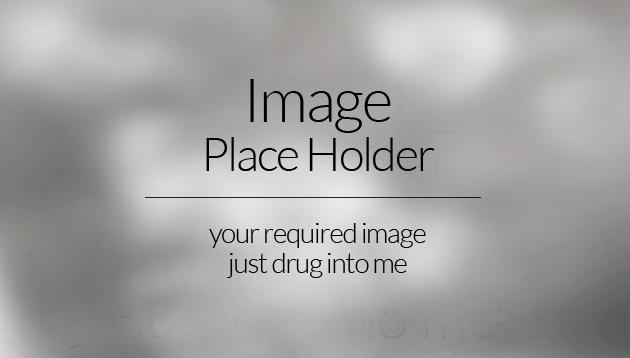 Image
Place Holder
your required image
just drug into me